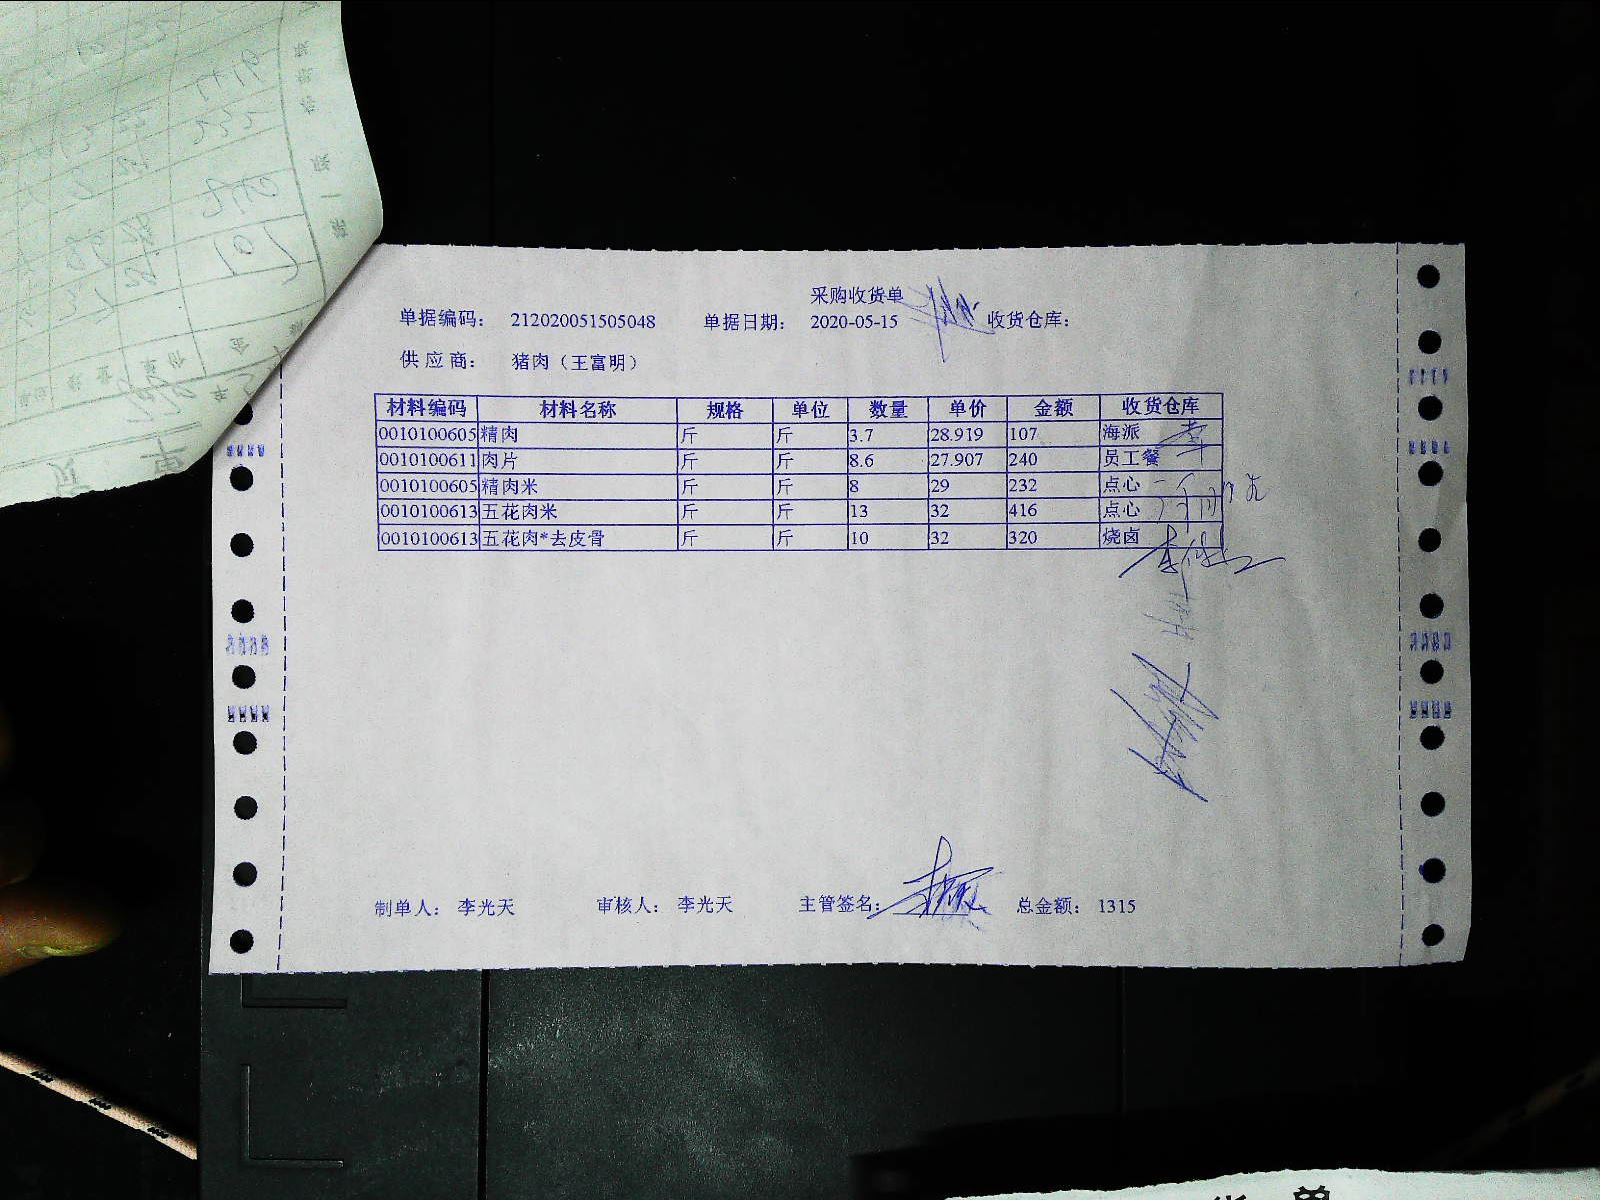 采购收货单
单据编码： 212020051505048 单据日期： 2020-05-15 收货仓库：
供应商： 猪肉（王富明）
材料编码 材料名称 规格 单位 数量 单价 金额 收货仓库
0010100605 精肉 斤 斤 3.7 28.919 107 海派
0010100611 肉片 斤 斤 8.6 27.907 240 员工餐
0010100605 精肉米 斤 斤 8 29 232 点心
0010100613 五花肉米 斤 斤 13 32 416 点心
0010100613 五花肉*去皮骨 斤 斤 10 32 320 烧卤
制单人： 李光天 审核人： 李光天 主管签名： 总金额： 1315